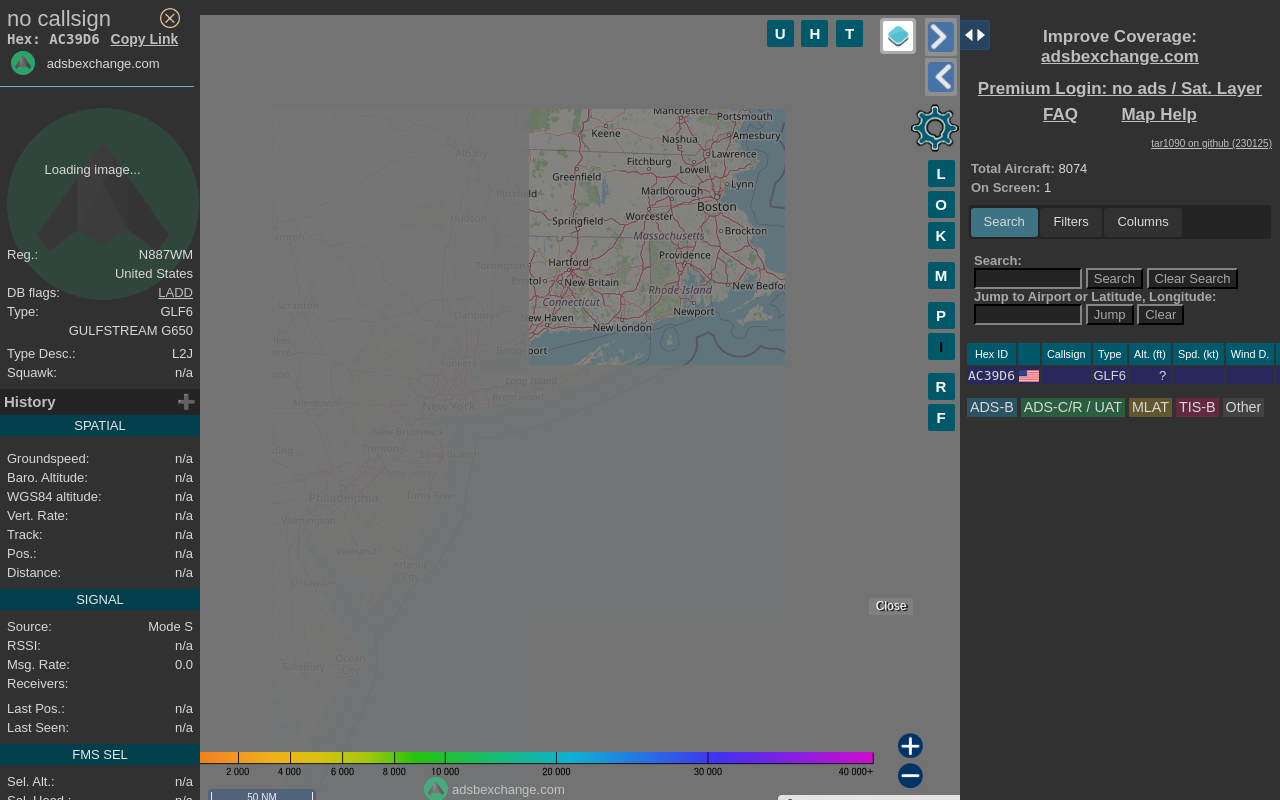 no callsign
Hex: AC39D6 Copy Link
adsbexchange.com
Loading image...
Reg.: N887WM
United States
DB flags: LADD
Type: GLF6
GULFSTREAM G650
Type Desc.: L2J
Squawk: n/a
History
SPATIAL
Groundspeed: n/a
Baro. Altitude: n/a
WGS84 altitude: n/a
Vert. Rate: n/a
Track: n/a
Pos.: n/a
Distance: n/a
SIGNAL
Source: Mode S
RSSI: n/a
Msg. Rate: 0.0
Receivers:
Last Pos.: n/a
Last Seen: n/a
FMS SEL
Sel. Alt.: n/a
Sel. Head.: n/a
U H T
L
O
K
M
P
I
R
F
Manchester
Portsmouth
Keene
Nashua
Amesbury
Fitchburg
Lawrence
Lowell
Greenfield
Marlborough
Lynn
Boston
Springfield
Worcester
Brockton
Massachusetts
Providence
Hartford
New Britain
Rhode Island
New Bedfor
Connecticut
Newport
New London
New Haven
Bridgeport
Bristol
Albany
Pittsfield
Hudson
Torrington
Scranton
Danbury
Yonkers
Long Island
Brentwood
Allentown
New York
New Brunswick
Trenton
Long Branch
New Jersey
Philadelphia
Toms River
Wilmington
Vineland
Atlantic City
Delaware
Salisbury
Ocean City
Close
2 000 4 000 6 000 8 000 10 000 20 000 30 000 40 000+
adsbexchange.com
50 NM
Improve Coverage:
adsbexchange.com
Premium Login: no ads / Sat. Layer
FAQ Map Help
tar1090 on github (230125)
Total Aircraft: 8074
On Screen: 1
Search Filters Columns
Search:
Search Clear Search
Jump to Airport or Latitude, Longitude:
Jump Clear
Hex ID Callsign Type Alt. (ft) Spd. (kt) Wind D.
AC39D6 GLF6 ?
ADS-B ADS-C/R / UAT MLAT TIS-B Other